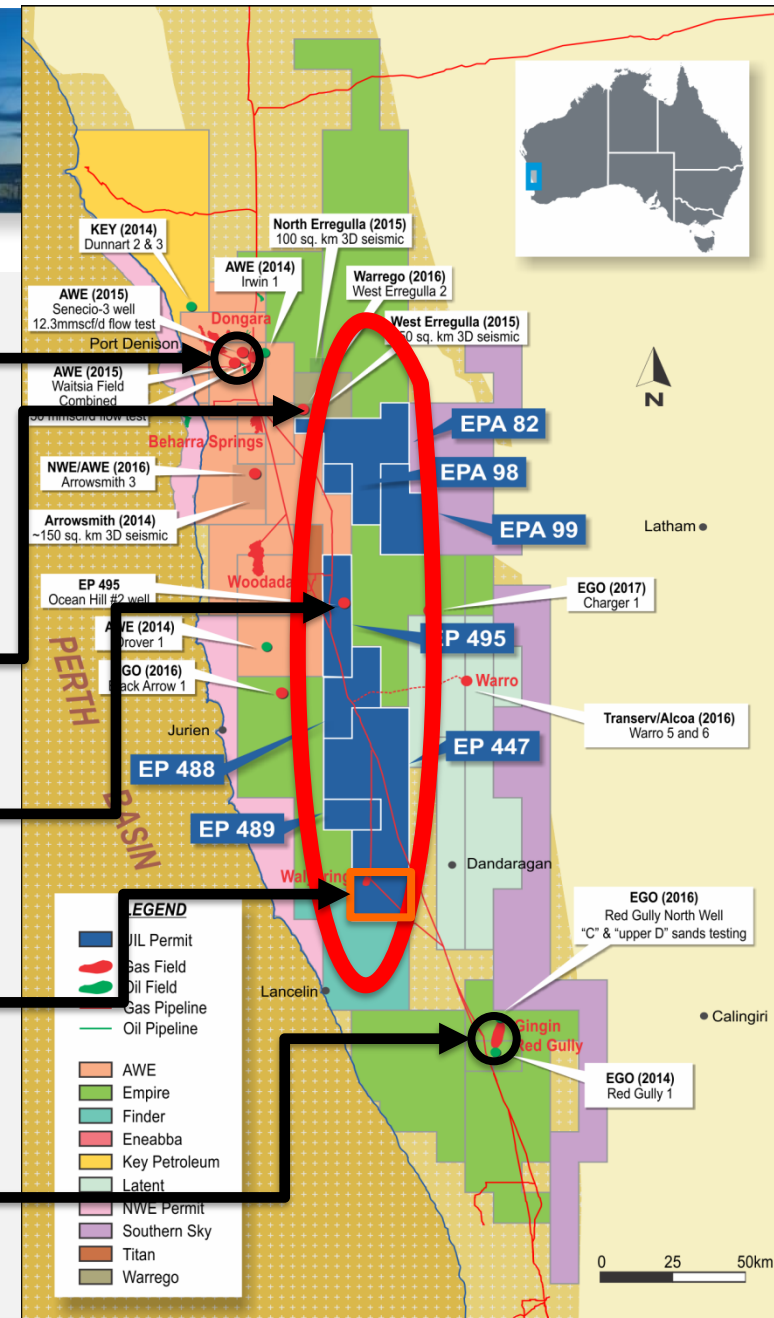 KEY (2014)
Dunnart 2 & 3
North Erregulla (2015)
100 sq. km 3D seismic
AWE (2014)
Irwin 1
Warrego (2016)
West Erregulla 2
AWE (2015)
Senecio-3 well
12.3mmscf/d flow test
Dongara
West Erregulla (2015)
50 sq. km 3D seismic
Port Denison
AWE (2015)
Waitsia Field
Combined
mmscf/d flow test
N
Beharra Springs
EPA 82
EPA 98
NWE/AWE (2016)
Arrowsmith 3
EPA 99
Arrowsmith (2014)
~150 sq. km 3D seismic
Latham
Woodada
EP 495
Ocean Hill #2 well
EGO (2017)
Charger 1
AWE (2014)
Drover 1
EP 495
EGO (2016)
Black Arrow 1
Warro
Transerv/Alcoa (2016)
Warro 5 and 6
PERTH
BASIN
Jurien
EP 447
EP 488
EP 489
Dandaragan
EGO (2016)
Red Gully North Well
"C" & "upper D" sands testing
Lancelin
Calingiri
Gingin
Red Gully
EGO (2014)
Red Gully 1
LEGEND
UIL Permit
Gas Field
Oil Field
Gas Pipeline
Oil Pipeline
AWE
Empire
Finder
Eneabba
Key Petroleum
Latent
NWE Permit
Southern Sky
Titan
Warrego
0 25 50km